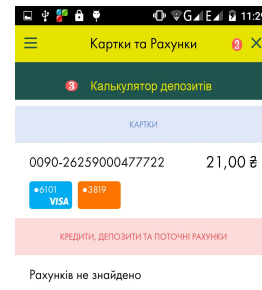 G E 11:29
Картки та Рахунки 2
3 Калькулятор депозитів
КАРТКИ
0090-26259000477722 21,00 ₴
•6101 •3819
VISA
КРЕДИТИ, ДЕПОЗИТИ ТА ПОТОЧНІ РАХУНКИ
Рахунків не знайдено